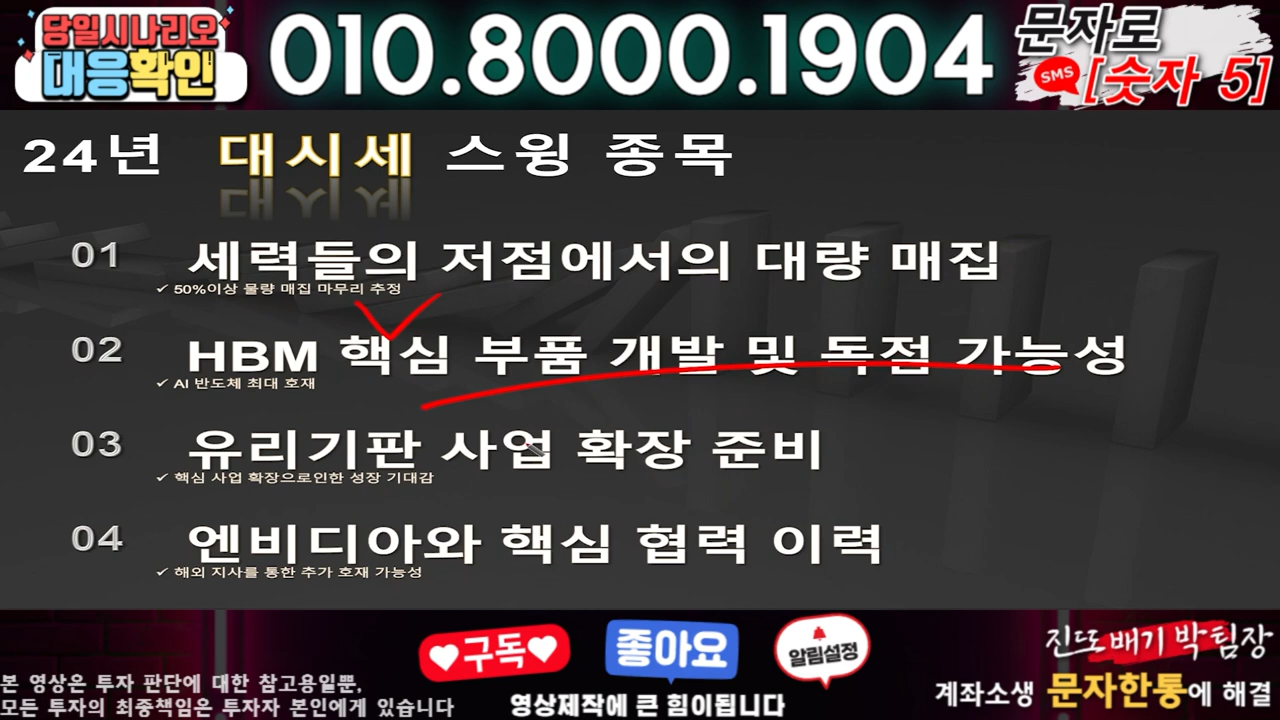 당일시나리오
대응확인
010.8000.1904
문자로
SMS
[숫자 5]
24년 대시세 스윙 종목
01 세력들의 저점에서의 대량 매집
✓ 50%이상 물량 매집 마무리 추정
02 HBM 핵심 부품 개발 및 독점 가능성
✓ AI 반도체 최대 호재
03 유리기판 사업 확장 준비
✓ 핵심 사업 확장으로인한 성장 기대감
04 엔비디아와 핵심 협력 이력
✓ 해외 지사를 통한 추가 호재 가능성
구독
좋아요
알림설정
영상제작에 큰 힘이됩니다
본 영상은 투자 판단에 대한 참고용일뿐,
모든 투자의 최종책임은 투자자 본인에게 있습니다
진또배기 박팀장
계좌소생 문자한통에 해결